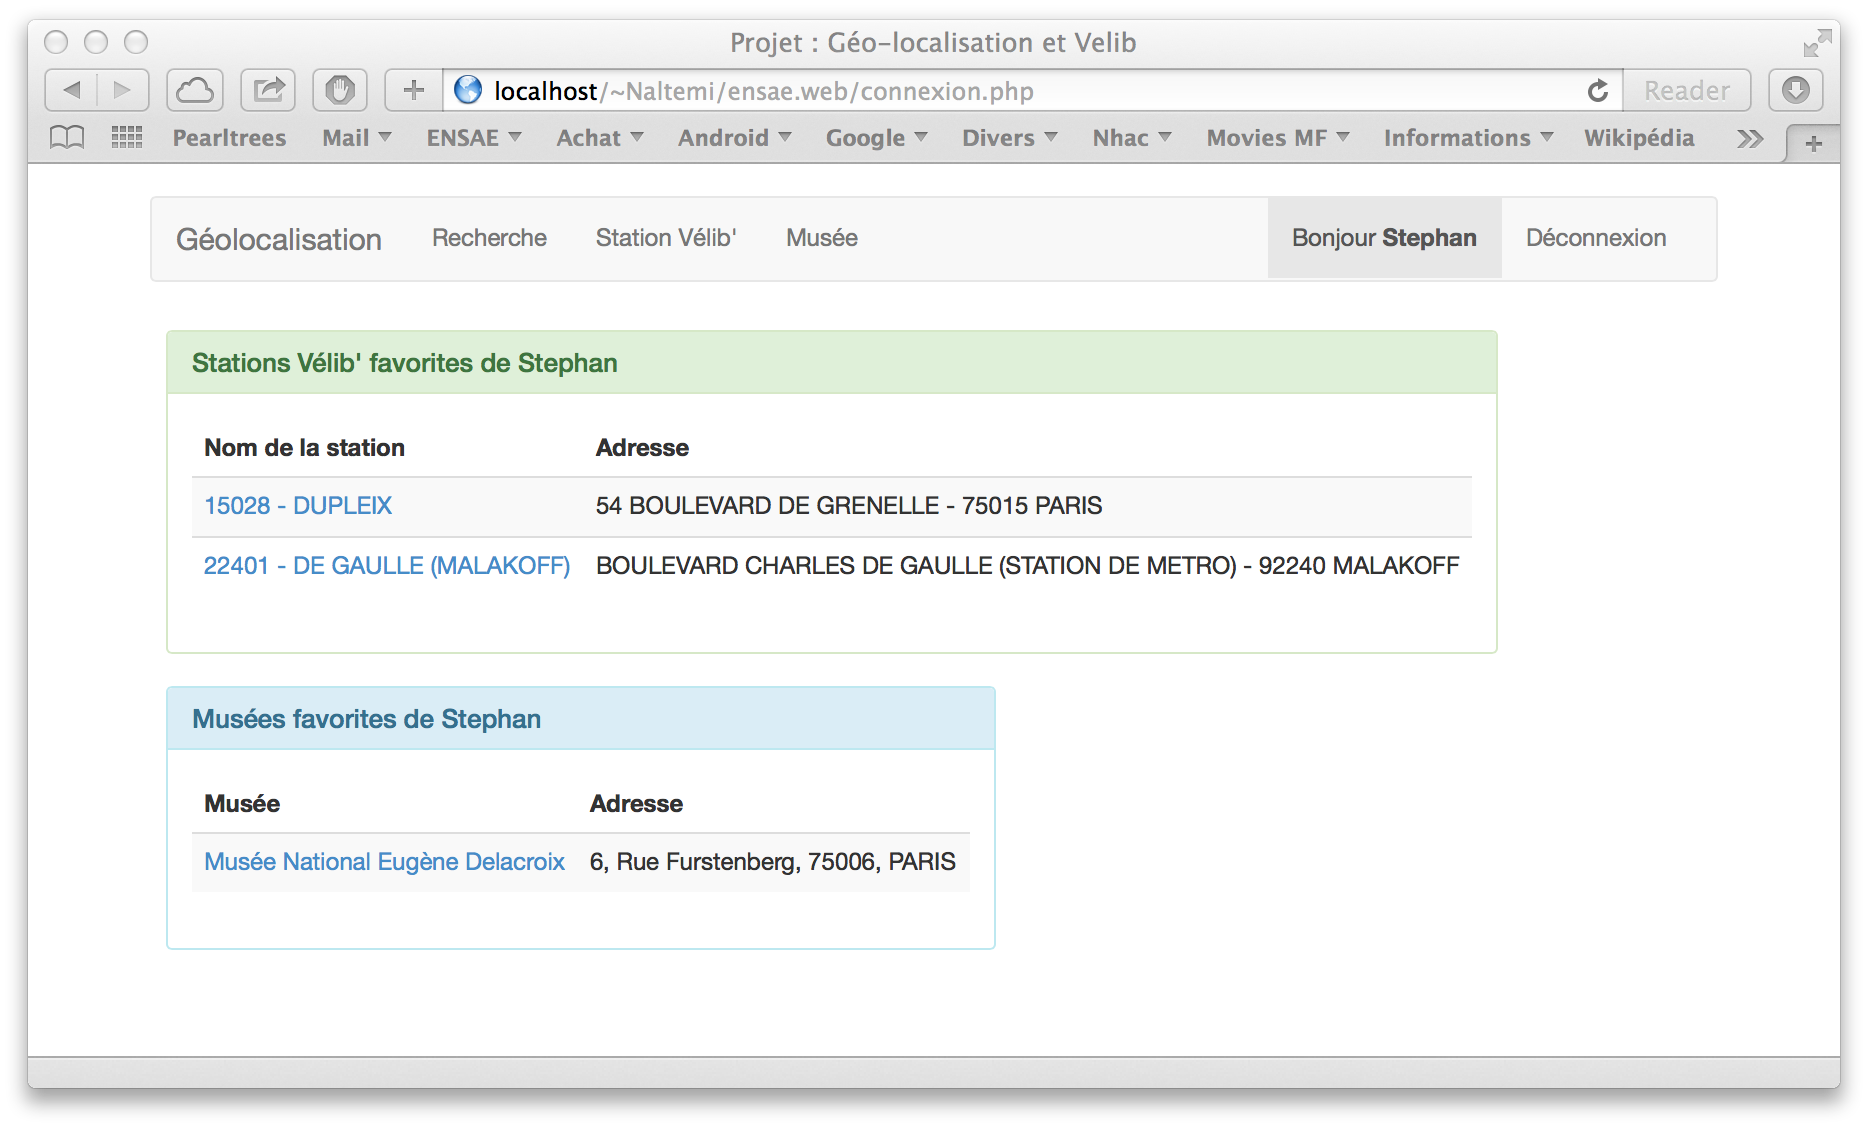 Projet : Géo-localisation et Velib
localhost/~Naltemi/ensae.web/connexion.php
Reader
Pearltrees Mail ENSAE Achat Android Google Divers Nhac Movies MF Informations Wikipédia
Géolocalisation Recherche Station Vélib' Musée Bonjour Stephan Déconnexion
Stations Vélib' favorites de Stephan
Nom de la station Adresse
15028 - DUPLEIX 54 BOULEVARD DE GRENELLE - 75015 PARIS
22401 - DE GAULLE (MALAKOFF) BOULEVARD CHARLES DE GAULLE (STATION DE METRO) - 92240 MALAKOFF
Musées favorites de Stephan
Musée Adresse
Musée National Eugène Delacroix 6, Rue Furstenberg, 75006, PARIS